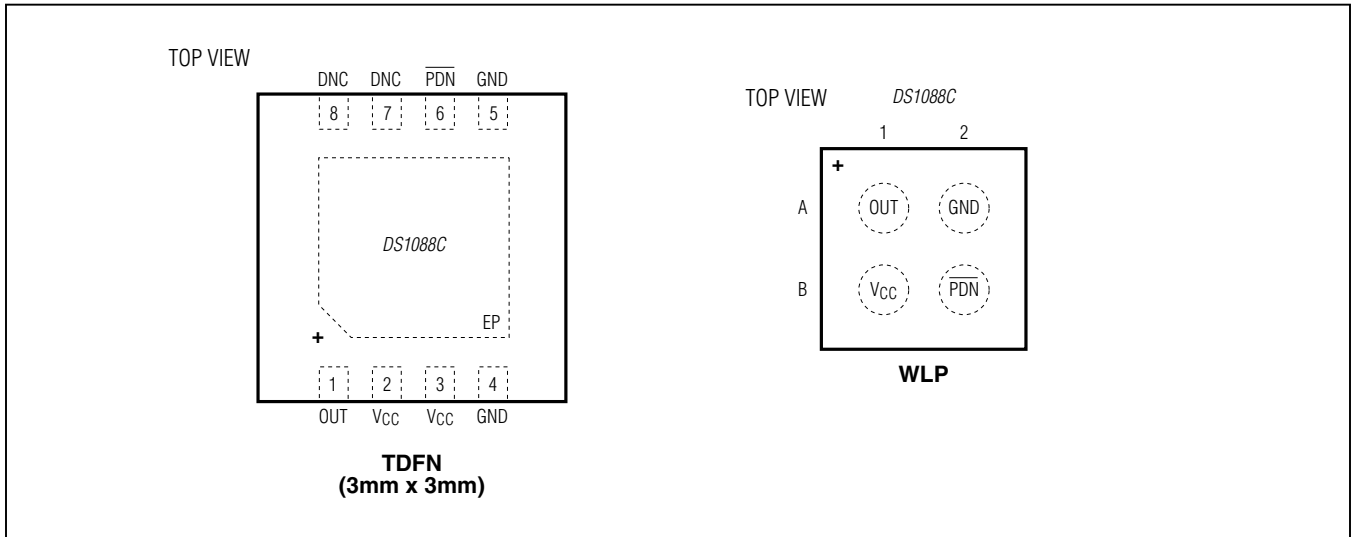 TOP VIEW
DNC DNC PDN GND
8 7 6 5
DS1088C
EP
+
1 2 3 4
OUT VCC VCC GND
TDFN
(3mm x 3mm)
TOP VIEW DS1088C
1 2
+
A OUT GND
B VCC PDN
WLP